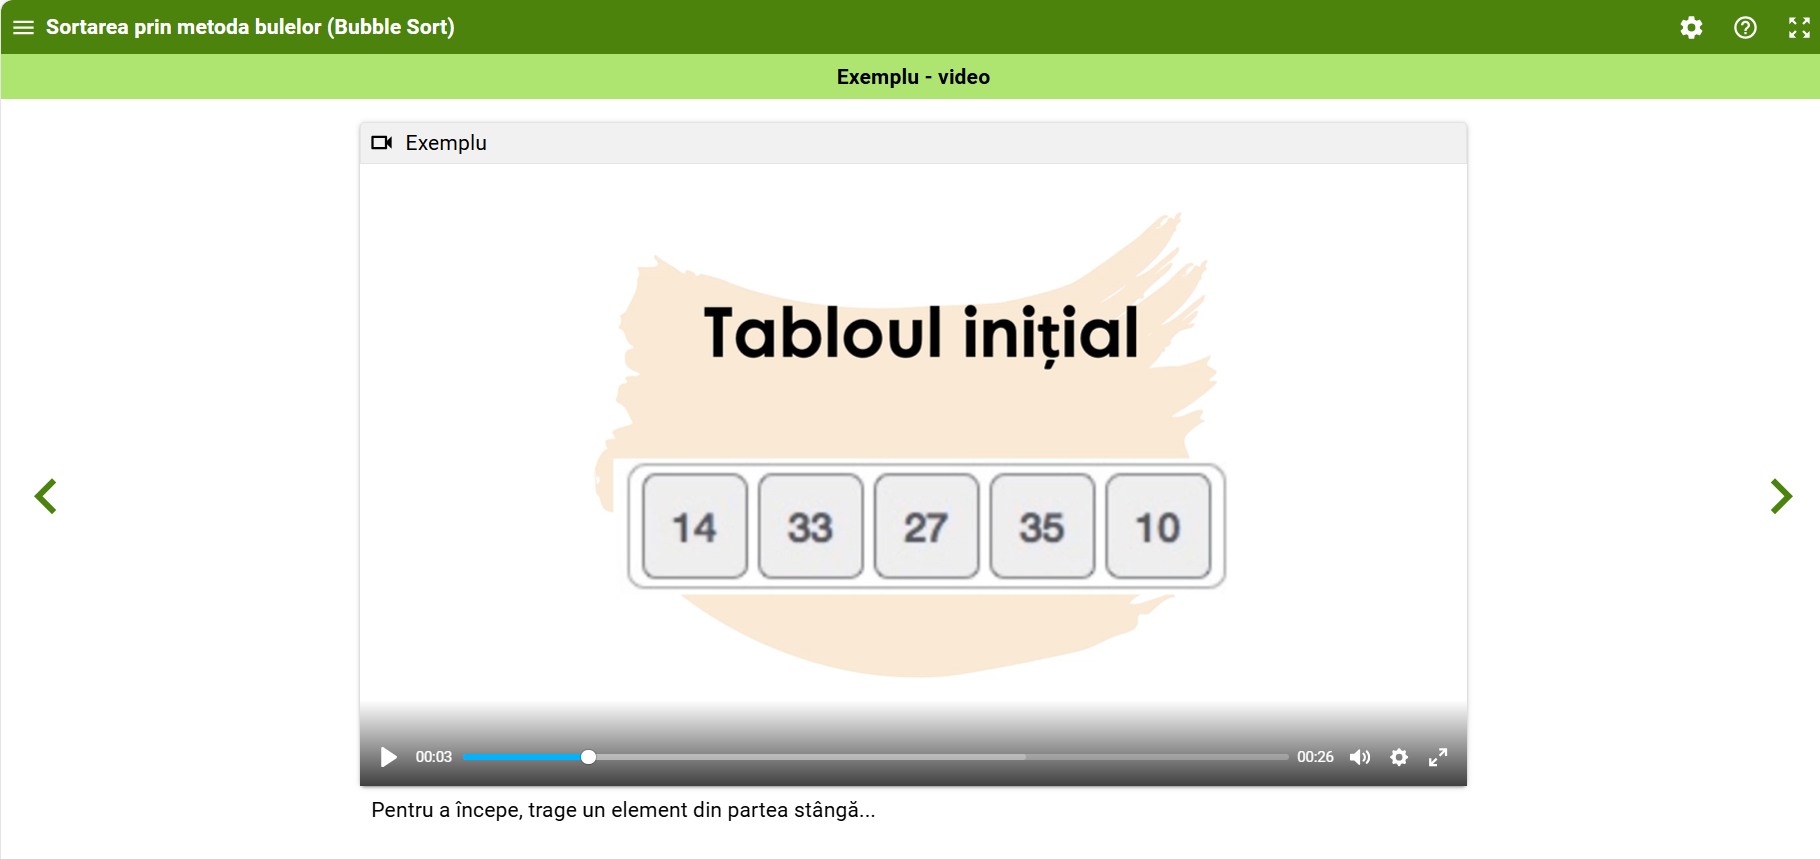 Sortarea prin metoda bulelor (Bubble Sort)
Exemplu - video
Exemplu
Tabloul inițial
14 33 27 35 10
00:03 00:26
Pentru a începe, trage un element din partea stângă...